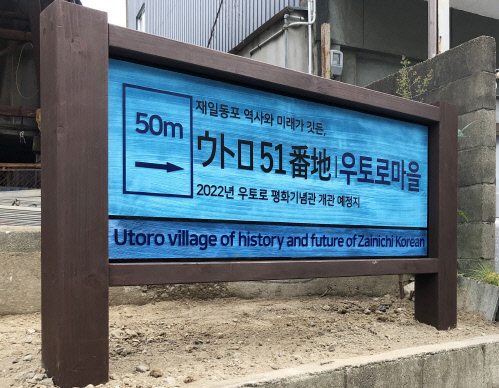 50m
→
재일동포 역사와 미래가 깃든,
ウトロ 51 番地 | 우토로마을
2022년 우토로 평화기념관 개관 예정지
Utoro village of history and future of Zainichi Korean